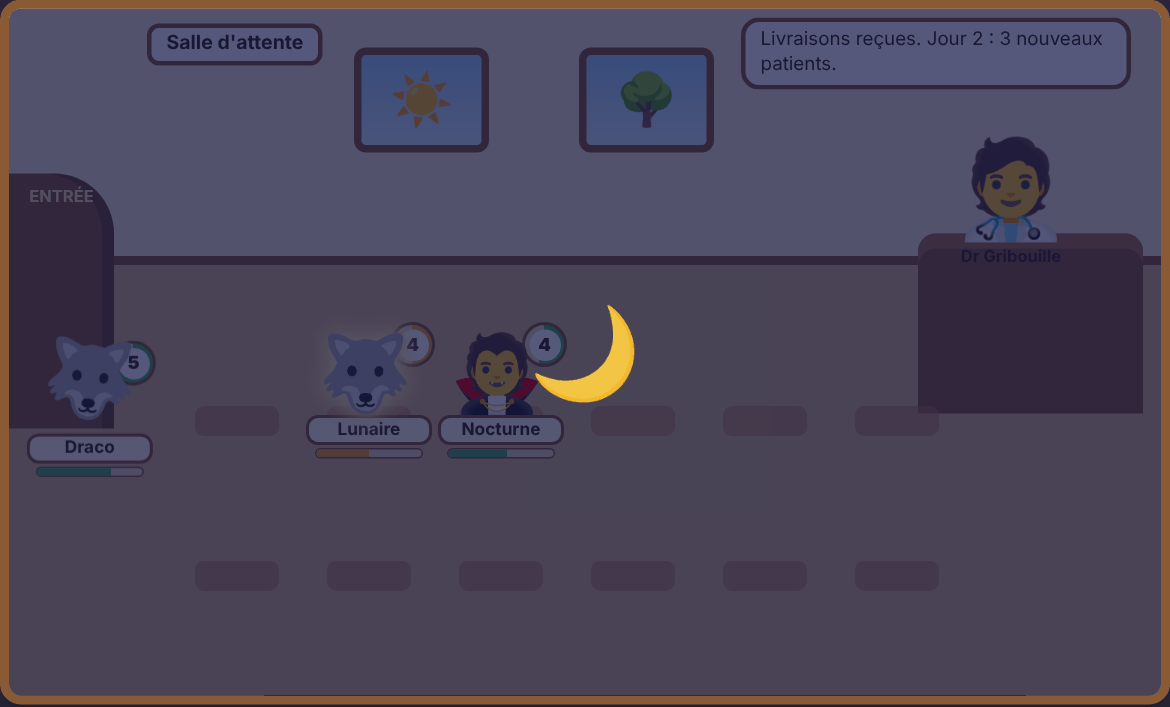 Salle d'attente
Livraisons reçues. Jour 2 : 3 nouveaux
patients.
ENTRÉE
Dr Gribouille
5
4
4
Draco
Lunaire
Nocturne